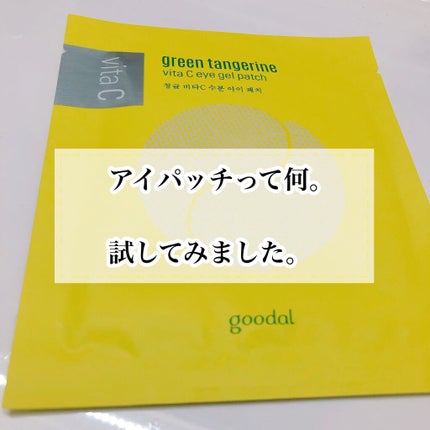 vita C
green tangerine
vita C eye gel patch
청귤 비타C 수분 아이 패치
アイパッチって何。
試してみました。
goodal